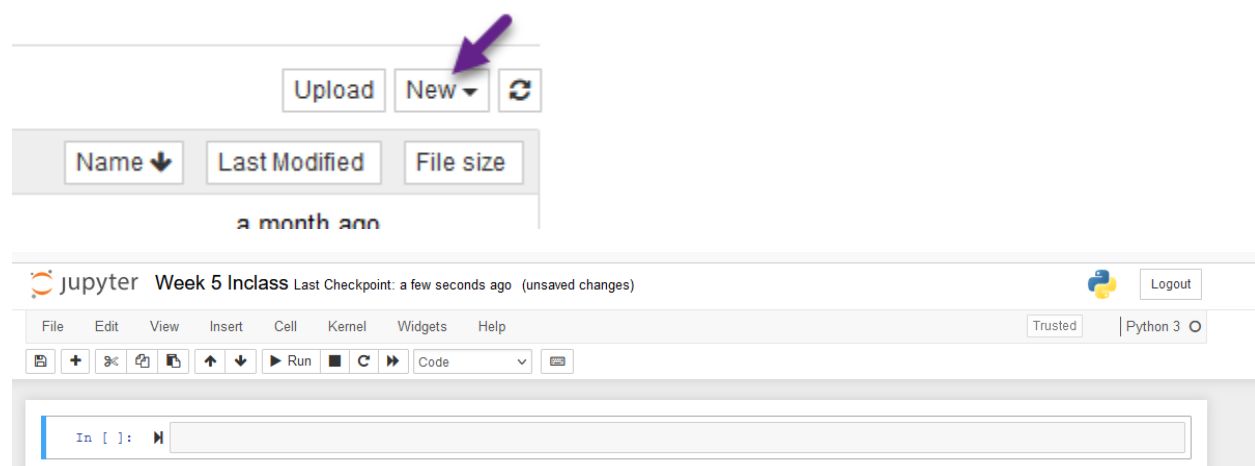 Upload New
Name Last Modified File size
a month ago
jupyter Week 5 Inclass Last Checkpoint: a few seconds ago (unsaved changes) Logout
File Edit View Insert Cell Kernel Widgets Help Trusted Python 3
Run Code
In [ ]: